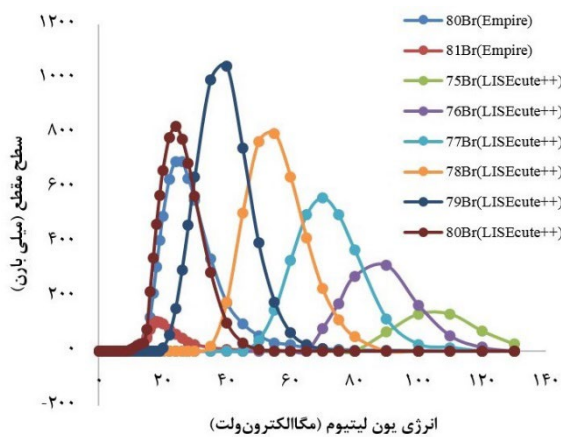 ۱۲۰۰
۱۰۰۰
۸۰۰
۶۰۰
۴۰۰
۲۰۰
۰
-۲۰۰
سطح مقطع (میلی بارن)
80Br(Empire)
81Br(Empire)
75Br(LISEcute++)
76Br(LISEcute++)
77Br(LISEcute++)
78Br(LISEcute++)
79Br(LISEcute++)
80Br(LISEcute++)
۰ ۲۰ ۴۰ ۶۰ ۸۰ ۱۰۰ ۱۲۰ ۱۴۰
انرژی یون لیتیوم (مگاالکترون‌ولت)